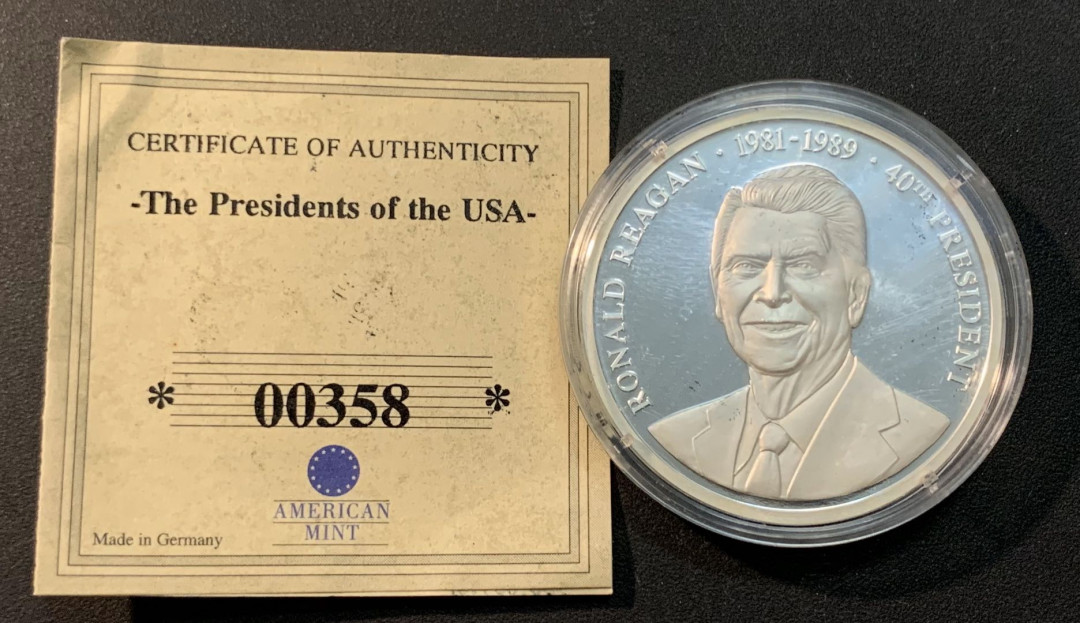 CERTIFICATE OF AUTHENTICITY
-The Presidents of the USA-
* 00358 *
AMERICAN
MINT
Made in Germany
RONALD REAGAN · 1981-1989 · 40TH PRESIDENT